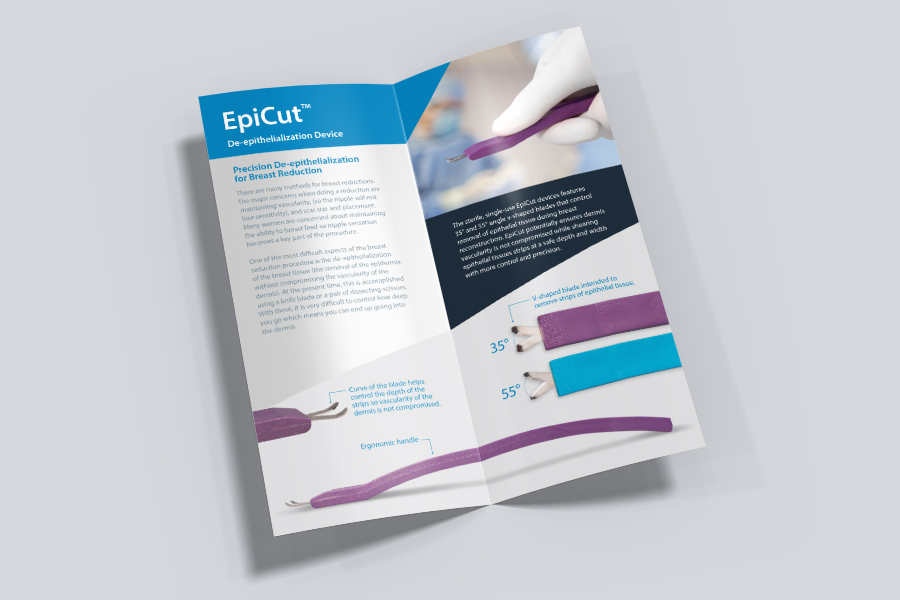 EpiCut™
De-epithelialization Device
Precision De-epithelialization
for Breast Reduction
There are many methods for breast reductions.
The major concerns when doing a reduction are
maintaining vascularity, (so the nipple will not
lose sensitivity), and scar size and placement.
Many women are concerned about maintaining
the ability to breast feed so nipple sensation
becomes a key part of the procedure.
One of the most difficult aspects of the breast
reduction procedure is the de-epithelialization
of the breast tissue (the removal of the epidermis
without compromising the vascularity of the
dermis). At the present time, this is accomplished
using a knife blade or a pair of dissecting scissors.
With these, it is very difficult to control how deep
you go which means you can end up going into
the dermis.
Curve of the blade helps
control the depth of the
strips so vascularity of the
dermis is not compromised.
Ergonomic handle
The sterile, single-use EpiCut devices features
35° and 55° angle v-shaped blades that control
removal of epithelial tissue during breast
reconstruction. EpiCut potentially ensures dermis
vascularity is not compromised while shearing
epithelial tissues strips at a safe depth and width
with more control and precision.
V-shaped blade intended to
remove strips of epithelial tissue.
35°
55°